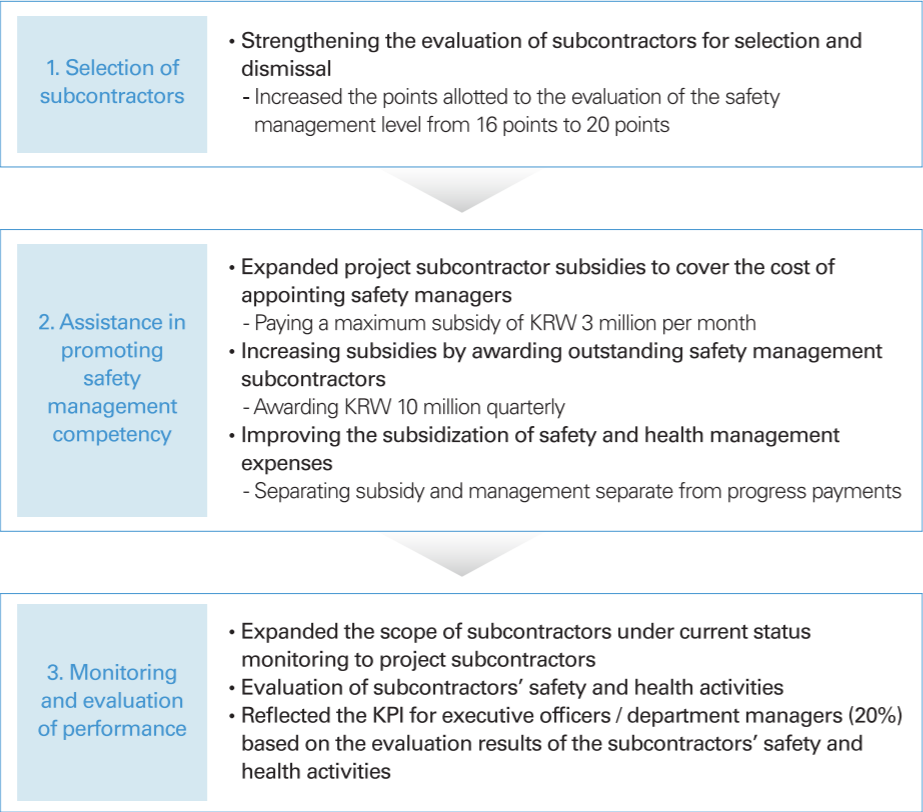 1. Selection of
subcontractors
• Strengthening the evaluation of subcontractors for selection and
dismissal
- Increased the points allotted to the evaluation of the safety
management level from 16 points to 20 points
2. Assistance in
promoting
safety
management
competency
• Expanded project subcontractor subsidies to cover the cost of
appointing safety managers
- Paying a maximum subsidy of KRW 3 million per month
• Increasing subsidies by awarding outstanding safety management
subcontractors
- Awarding KRW 10 million quarterly
• Improving the subsidization of safety and health management
expenses
- Separating subsidy and management separate from progress payments
3. Monitoring
and evaluation
of performance
• Expanded the scope of subcontractors under current status
monitoring to project subcontractors
• Evaluation of subcontractors’ safety and health activities
• Reflected the KPI for executive officers / department managers (20%)
based on the evaluation results of the subcontractors’ safety and
health activities